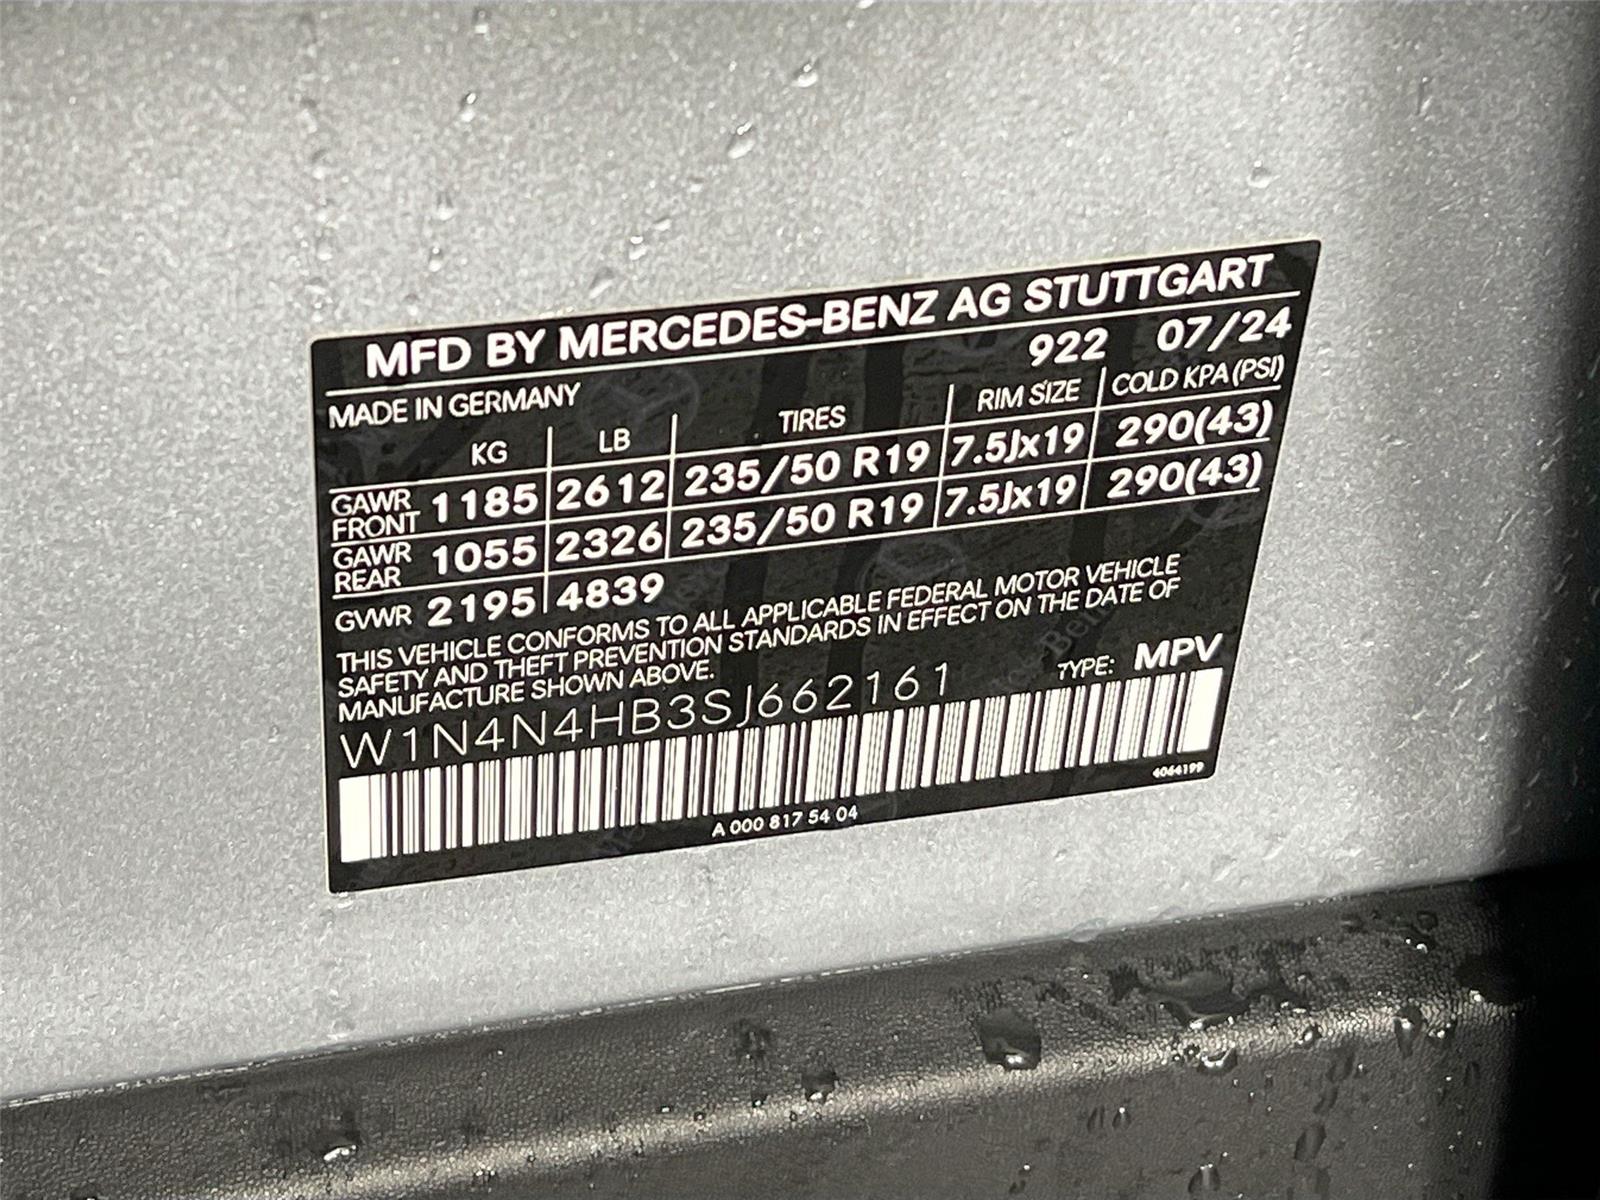 MFD BY MERCEDES-BENZ AG STUTTGART
MADE IN GERMANY 922 07/24
KG LB TIRES RIM SIZE COLD KPA(PSI)
GAWR FRONT 1185 2612 235/50 R19 7.5Jx19 290(43)
GAWR REAR 1055 2326 235/50 R19 7.5Jx19 290(43)
GVWR 2195 4839
THIS VEHICLE CONFORMS TO ALL APPLICABLE FEDERAL MOTOR VEHICLE
SAFETY AND THEFT PREVENTION STANDARDS IN EFFECT ON THE DATE OF
MANUFACTURE SHOWN ABOVE.
W1N4N4HB3SJ662161 TYPE: MPV
A 000 817 54 04 4064199